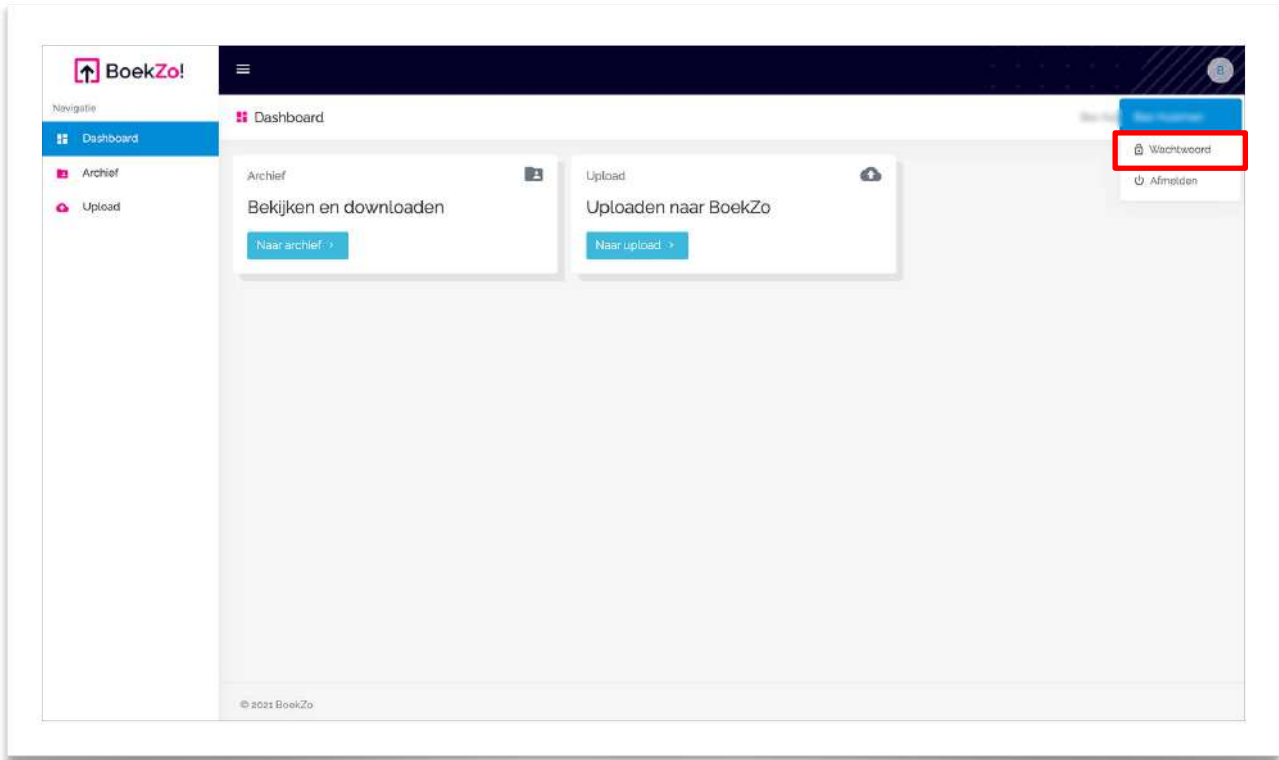 BoekZo!
B
Navigatie
Dashboard
Archief
Upload
Dashboard
Wachtwoord
Afmelden
Archief
Bekijken en downloaden
Naar archief
Upload
Uploaden naar BoekZo
Naar upload
© 2021 BoekZo